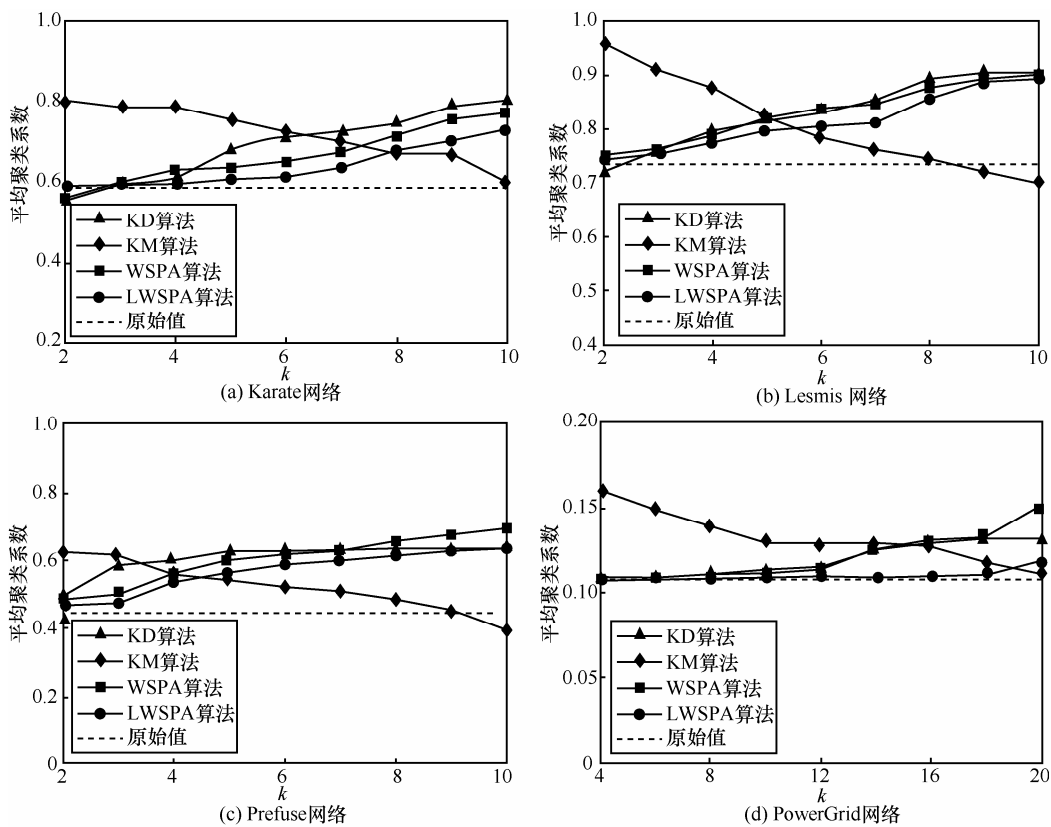 平均聚类系数
1.0
0.8
0.6
0.4
0.2
KD算法
KM算法
WSPA算法
LWSPA算法
原始值
2 4 6 8 10
k
(a) Karate网络
平均聚类系数
1.0
0.9
0.8
0.7
0.6
0.5
0.4
KD算法
KM算法
WSPA算法
LWSPA算法
原始值
2 4 6 8 10
k
(b) Lesmis 网络
平均聚类系数
1.0
0.8
0.6
0.4
0.2
0
KD算法
KM算法
WSPA算法
LWSPA算法
原始值
2 4 6 8 10
k
(c) Prefuse网络
平均聚类系数
0.20
0.15
0.10
0.05
0
KD算法
KM算法
WSPA算法
LWSPA算法
原始值
4 8 12 16 20
k
(d) PowerGrid网络